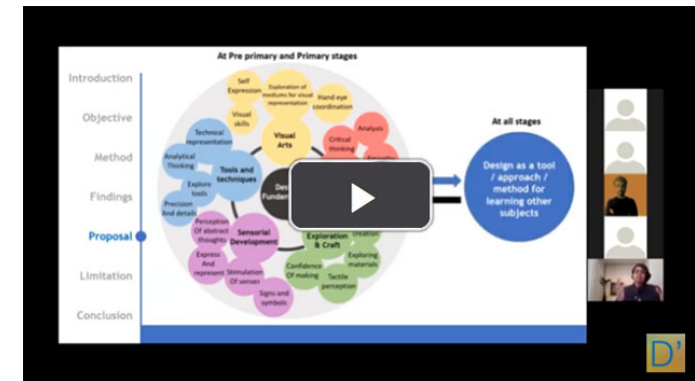 At Pre primary and Primary stages
Introduction
Objective
Method
Findings
Proposal
Limitation
Conclusion
Self
Expression
Exploration of
mediums for visual
representation
Hand eye
coordination
Visual
skills
Visual
Arts
Technical
representation
Analytical
Thinking
Explore
tools
Precision
And details
Tools and
techniques
Analysis
Critical
thinking
Perception
Of abstract
thoughts
Express
And
represent
Stimulation
Of senses
Signs and
symbols
Sensorial
Development
Exploration
& Craft
Exploring
materials
Confidence
Of making
Tactile
perception
At all stages
Design as a tool
/ approach /
method for
learning other
subjects
D'